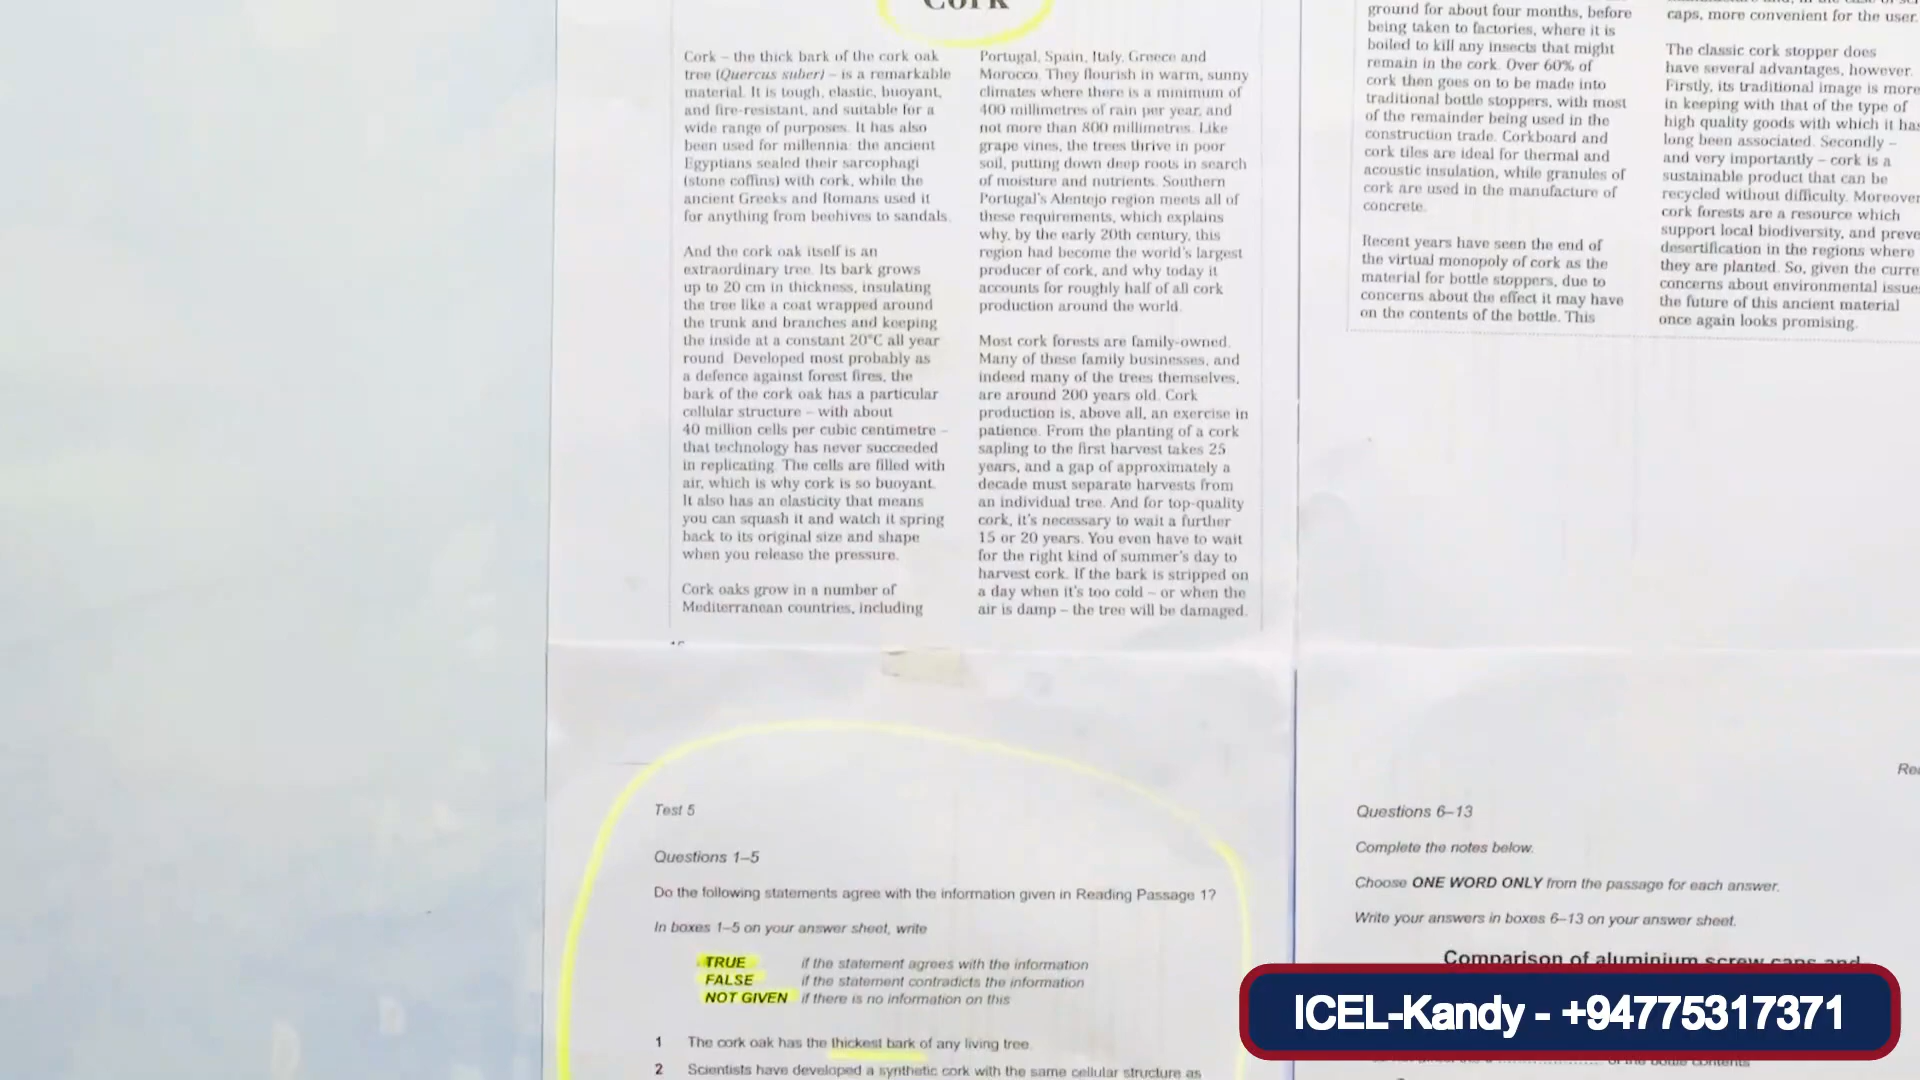 Cork
Cork – the thick bark of the cork oak
tree (Quercus suber) – is a remarkable
material. It is tough, elastic, buoyant,
and fire-resistant, and suitable for a
wide range of purposes. It has also
been used for millennia: the ancient
Egyptians sealed their sarcophagi
(stone coffins) with cork, while the
ancient Greeks and Romans used it
for anything from beehives to sandals.
And the cork oak itself is an
extraordinary tree. Its bark grows
up to 20 cm in thickness, insulating
the tree like a coat wrapped around
the trunk and branches and keeping
the inside at a constant 20°C all year
round. Developed most probably as
a defence against forest fires, the
bark of the cork oak has a particular
cellular structure – with about
40 million cells per cubic centimetre –
that technology has never succeeded
in replicating. The cells are filled with
air, which is why cork is so buoyant.
It also has an elasticity that means
you can squash it and watch it spring
back to its original size and shape
when you release the pressure.
Cork oaks grow in a number of
Mediterranean countries, including
Portugal, Spain, Italy, Greece and
Morocco. They flourish in warm, sunny
climates where there is a minimum of
400 millimetres of rain per year, and
not more than 800 millimetres. Like
grape vines, the trees thrive in poor
soil, putting down deep roots in search
of moisture and nutrients. Southern
Portugal's Alentejo region meets all of
these requirements, which explains
why, by the early 20th century, this
region had become the world's largest
producer of cork, and why today it
accounts for roughly half of all cork
production around the world.
Most cork forests are family-owned.
Many of these family businesses, and
indeed many of the trees themselves,
are around 200 years old. Cork
production is, above all, an exercise in
patience. From the planting of a cork
sapling to the first harvest takes 25
years, and a gap of approximately a
decade must separate harvests from
an individual tree. And for top-quality
cork, it's necessary to wait a further
15 or 20 years. You even have to wait
for the right kind of summer's day to
harvest cork. If the bark is stripped on
a day when it's too cold – or when the
air is damp – the tree will be damaged.
ground for about four months, before
being taken to factories, where it is
boiled to kill any insects that might
remain in the cork. Over 60% of
cork then goes on to be made into
traditional bottle stoppers, with most
of the remainder being used in the
construction trade. Corkboard and
cork tiles are ideal for thermal and
acoustic insulation, while granules of
cork are used in the manufacture of
concrete.
Recent years have seen the end of
the virtual monopoly of cork as the
material for bottle stoppers, due to
concerns about the effect it may have
on the contents of the bottle. This
caps, more convenient for the user.
The classic cork stopper does
have several advantages, however.
Firstly, its traditional image is more
in keeping with that of the type of
high quality goods with which it has
long been associated. Secondly –
and very importantly – cork is a
sustainable product that can be
recycled without difficulty. Moreover
cork forests are a resource which
support local biodiversity, and preve
desertification in the regions where
they are planted. So, given the curre
concerns about environmental issues
the future of this ancient material
once again looks promising.
Test 5
Questions 1–5
Do the following statements agree with the information given in Reading Passage 1?
In boxes 1–5 on your answer sheet, write
TRUE if the statement agrees with the information
FALSE if the statement contradicts the information
NOT GIVEN if there is no information on this
1 The cork oak has the thickest bark of any living tree.
2 Scientists have developed a synthetic cork with the same cellular structure as
Rea
Questions 6–13
Complete the notes below.
Choose ONE WORD ONLY from the passage for each answer.
Write your answers in boxes 6–13 on your answer sheet.
Comparison of aluminium screw caps and
of the bottle contents
ICEL-Kandy - +94775317371